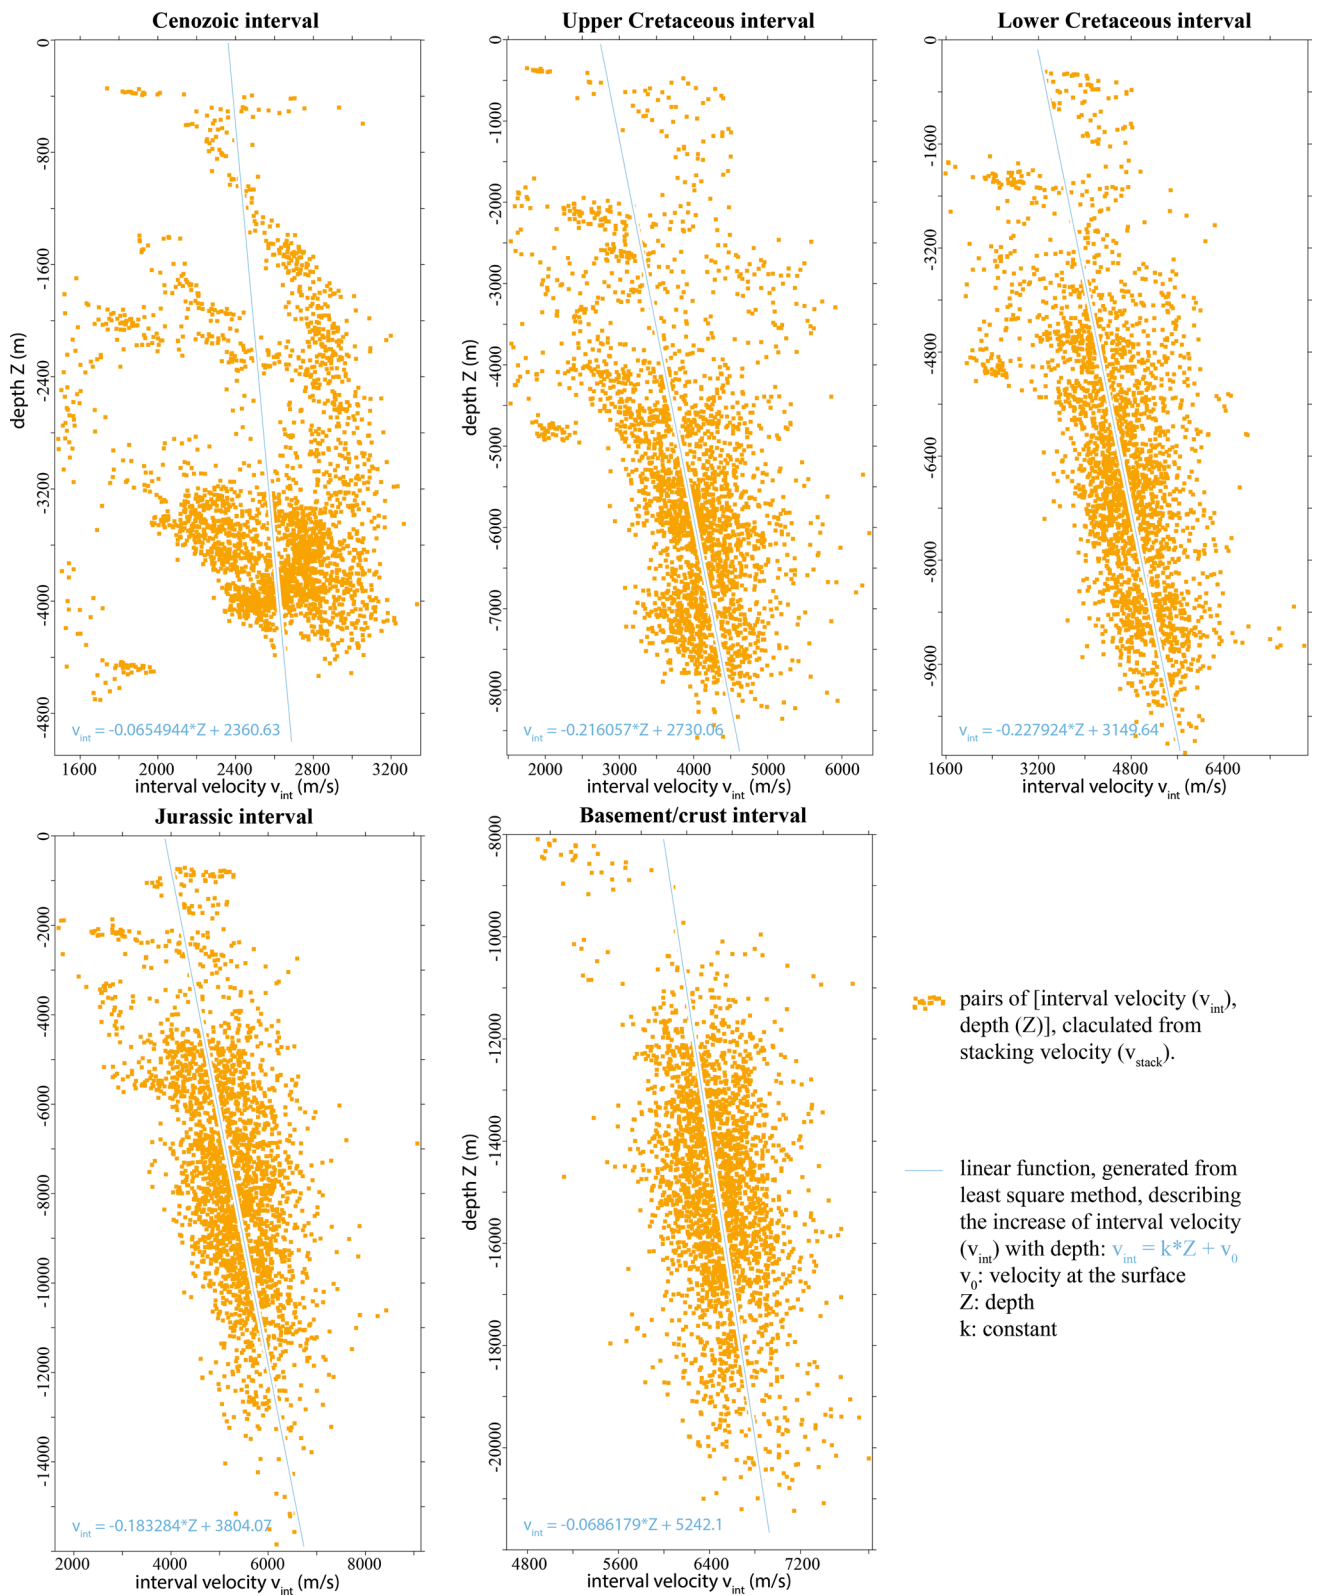 Cenozoic interval
Upper Cretaceous interval
Lower Cretaceous interval
0
-800
-1600
-2400
-3200
-4000
-4800
depth Z (m)
v_int = -0.0654944*Z + 2360.63
1600 2000 2400 2800 3200
interval velocity v_int (m/s)
0
-1000
-2000
-3000
-4000
-5000
-6000
-7000
-8000
depth Z (m)
v_int = -0.216057*Z + 2730.06
2000 3000 4000 5000 6000
interval velocity v_int (m/s)
0
-1600
-3200
-4800
-6400
-8000
-9600
v_int = -0.227924*Z + 3149.64
1600 3200 4800 6400
interval velocity v_int (m/s)
Jurassic interval
Basement/crust interval
0
-2000
-4000
-6000
-8000
-10000
-12000
-14000
v_int = -0.183284*Z + 3804.07
2000 4000 6000 8000
interval velocity v_int (m/s)
-8000
-10000
-12000
-14000
-16000
-18000
-20000
depth Z (m)
v_int = -0.0686179*Z + 5242.1
4800 5600 6400 7200
interval velocity v_int (m/s)
pairs of [interval velocity (v_int),
depth (Z)], claculated from
stacking velocity (v_stack).
linear function, generated from
least square method, describing
the increase of interval velocity
(v_int) with depth: v_int = k*Z + v_0
v_0: velocity at the surface
Z: depth
k: constant